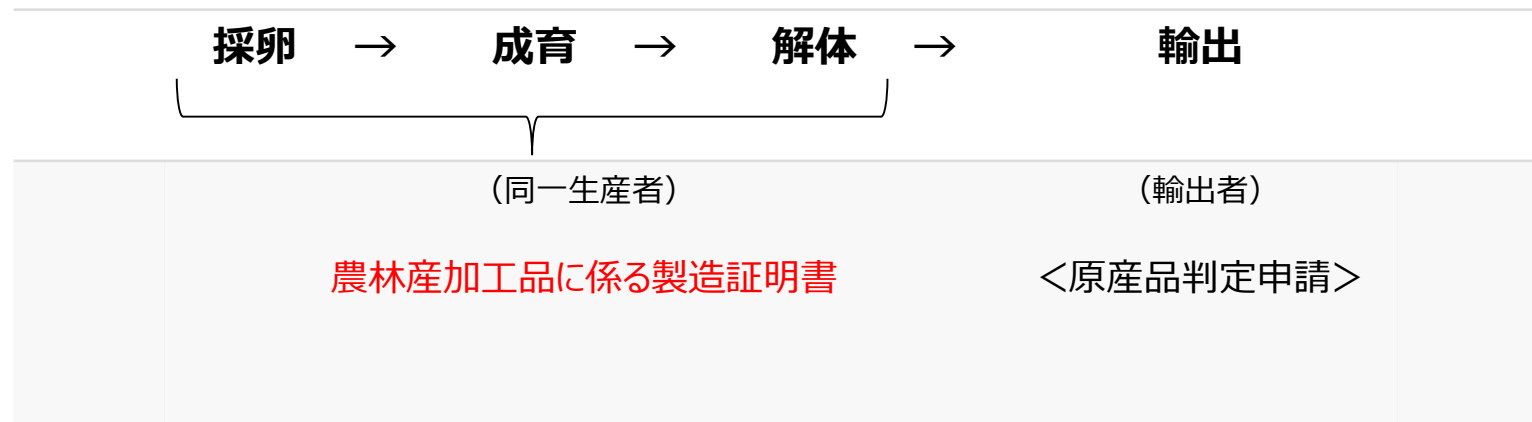 採卵 → 成育 → 解体 → 輸出
（同一生産者） （輸出者）
農林産加工品に係る製造証明書 ＜原産品判定申請＞